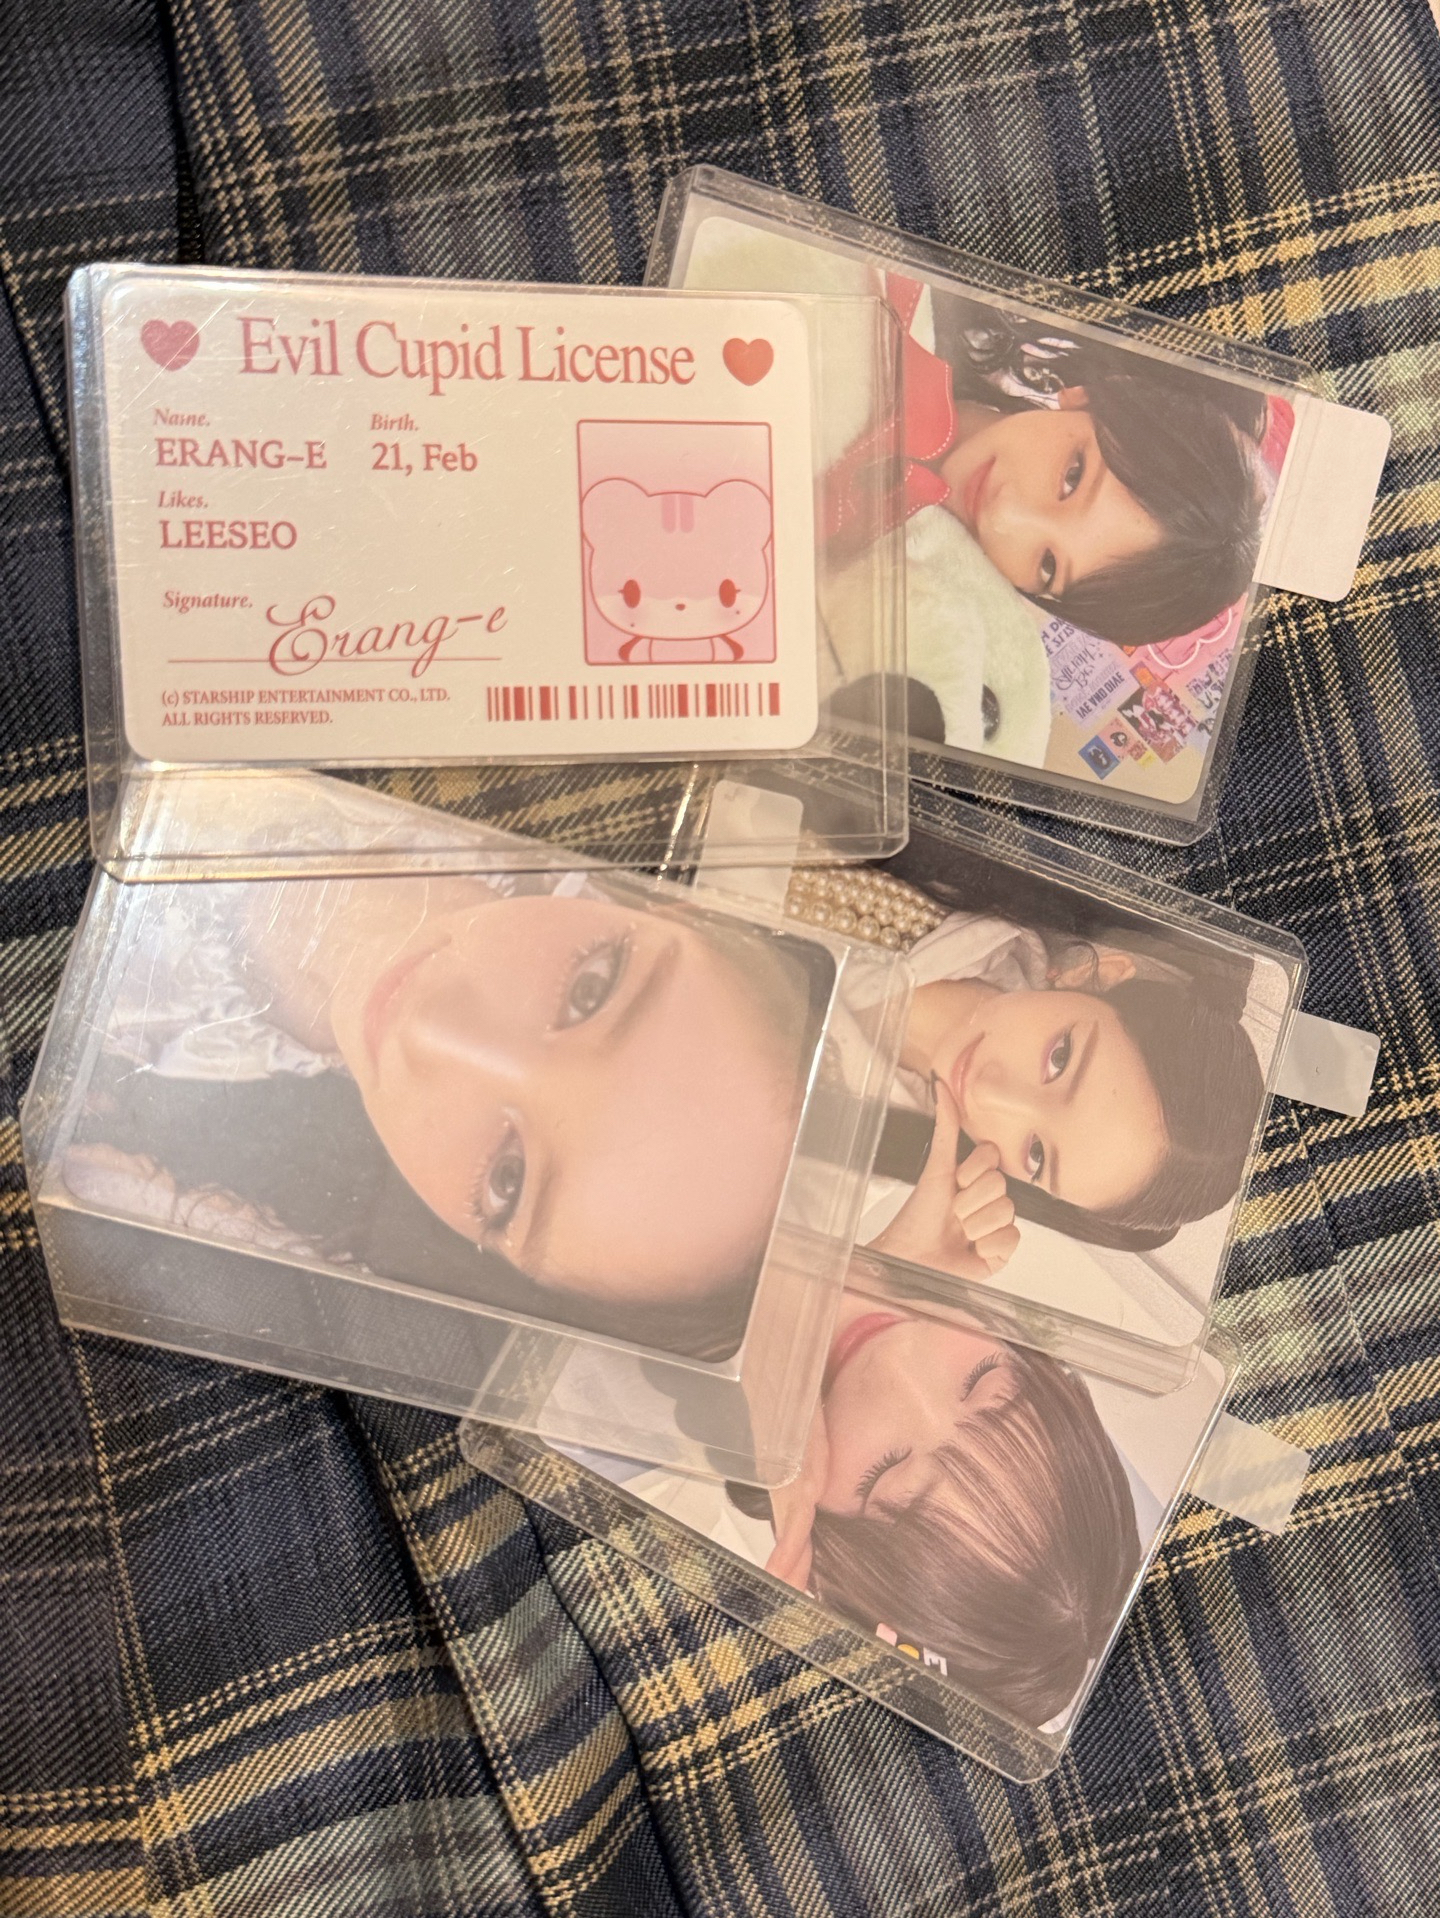 Evil Cupid License
Name. Birth.
ERANG-E 21, Feb
Likes.
LEESEO
Signature.
Erang-e
(c) STARSHIP ENTERTAINMENT CO., LTD.
ALL RIGHTS RESERVED.